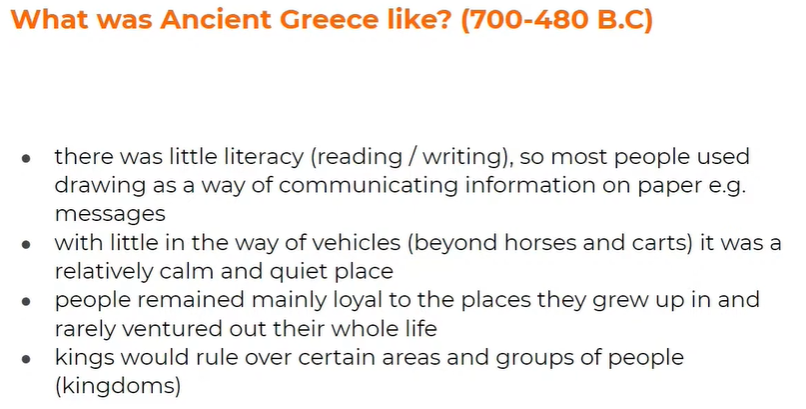 What was Ancient Greece like? (700-480 B.C)
• there was little literacy (reading / writing), so most people used
drawing as a way of communicating information on paper e.g.
messages
• with little in the way of vehicles (beyond horses and carts) it was a
relatively calm and quiet place
• people remained mainly loyal to the places they grew up in and
rarely ventured out their whole life
• kings would rule over certain areas and groups of people
(kingdoms)